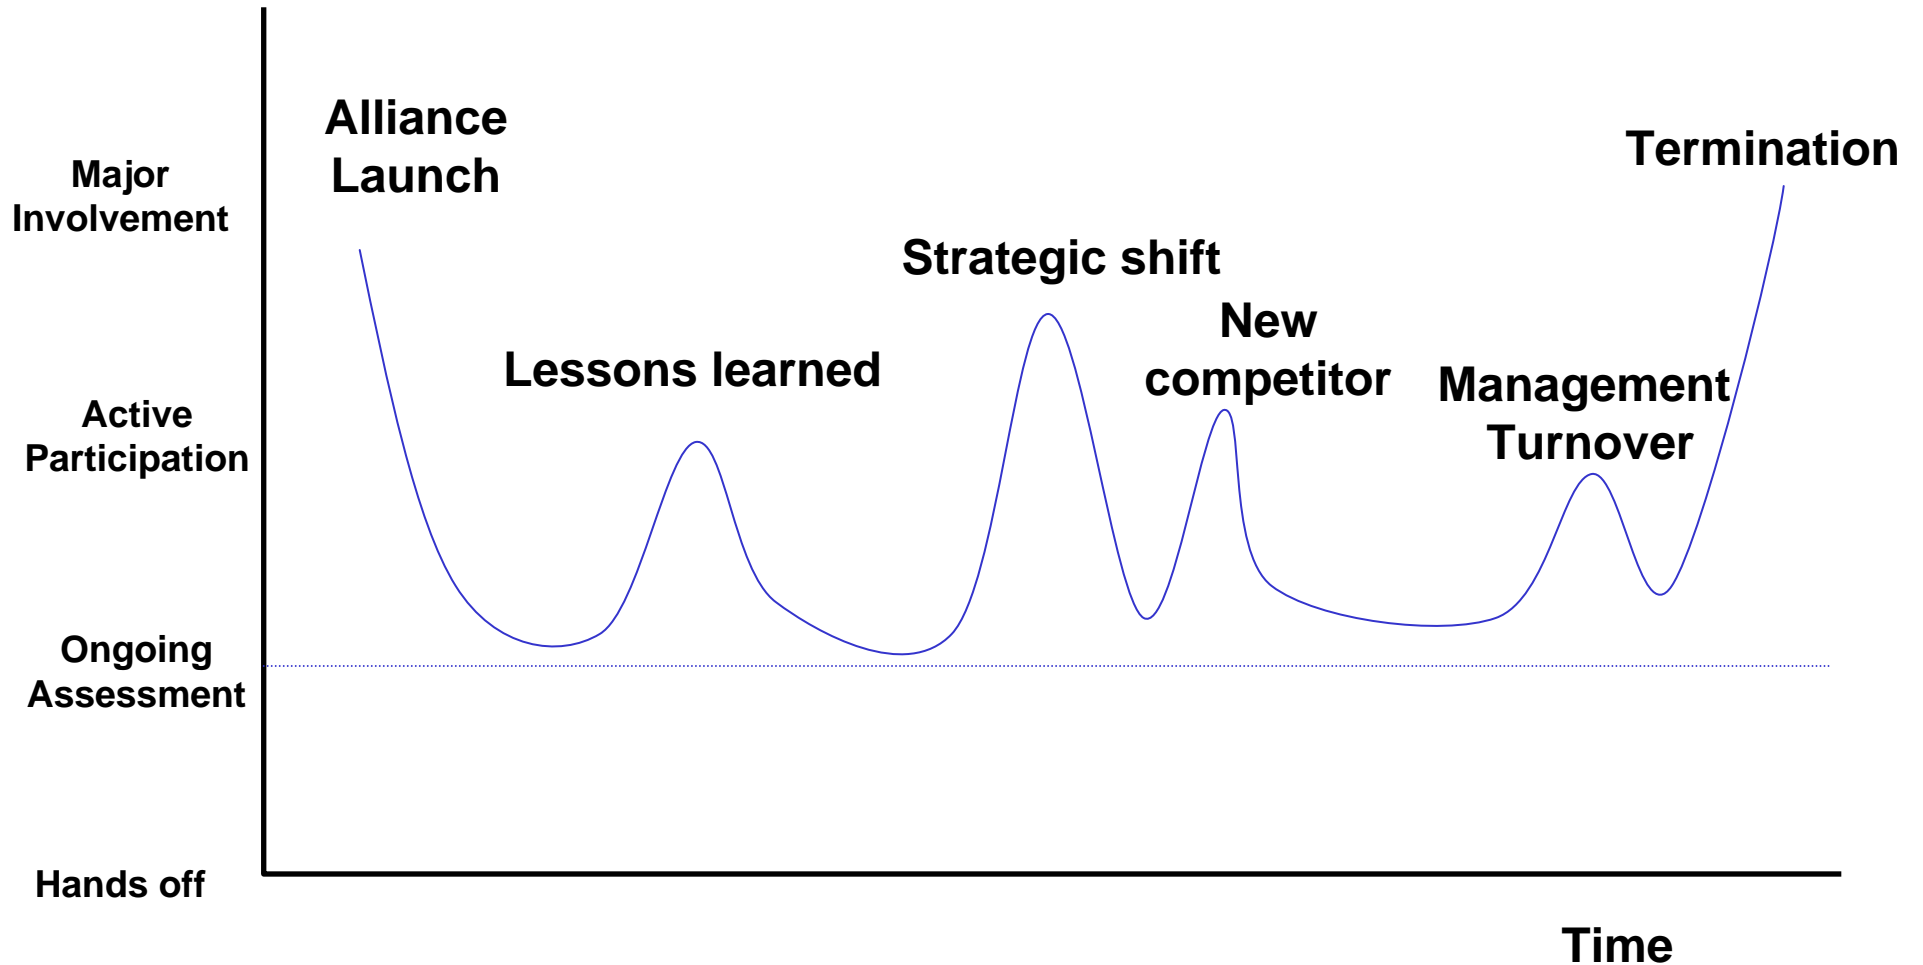 Alliance
Launch
Termination
Major
Involvement
Strategic shift
New
competitor
Lessons learned
Management
Turnover
Active
Participation
Ongoing
Assessment
Hands off
Time